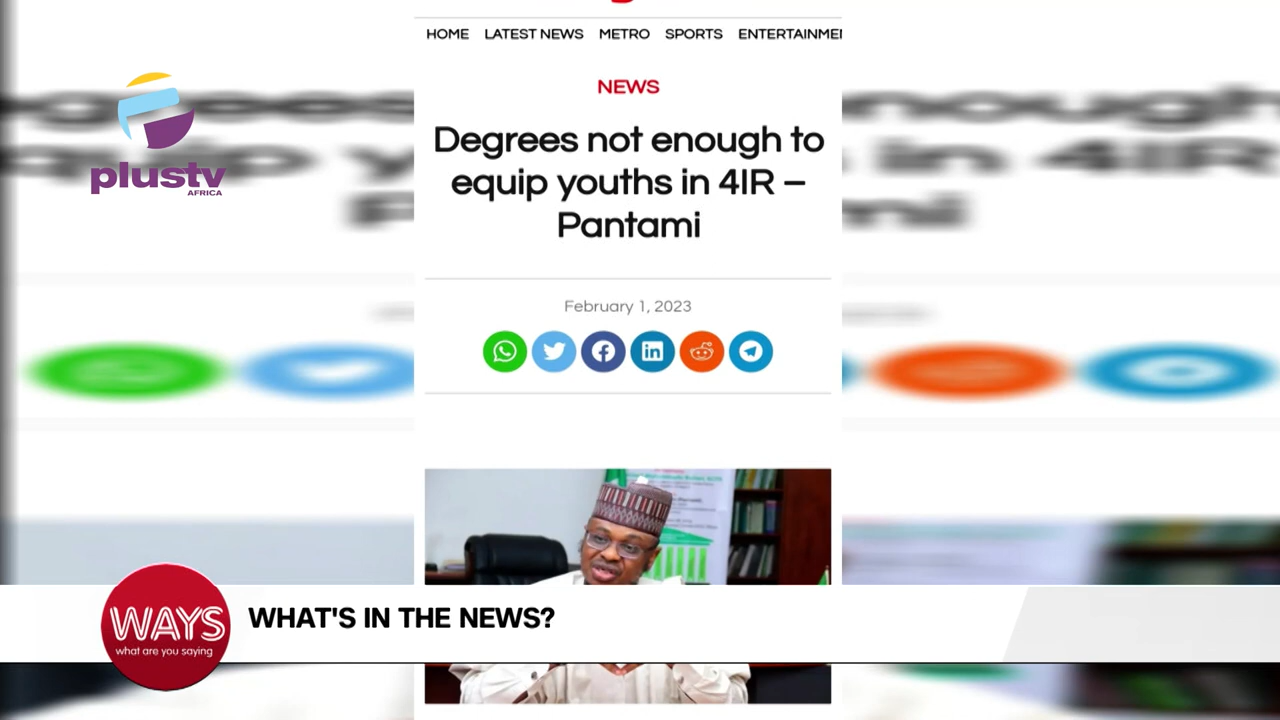 HOME LATEST NEWS METRO SPORTS
NEWS
Degrees not enough to
equip youths in 4IR –
Pantami
February 1, 2023
plustv
AFRICA
WAYS
what are you saying
WHAT'S IN THE NEWS?